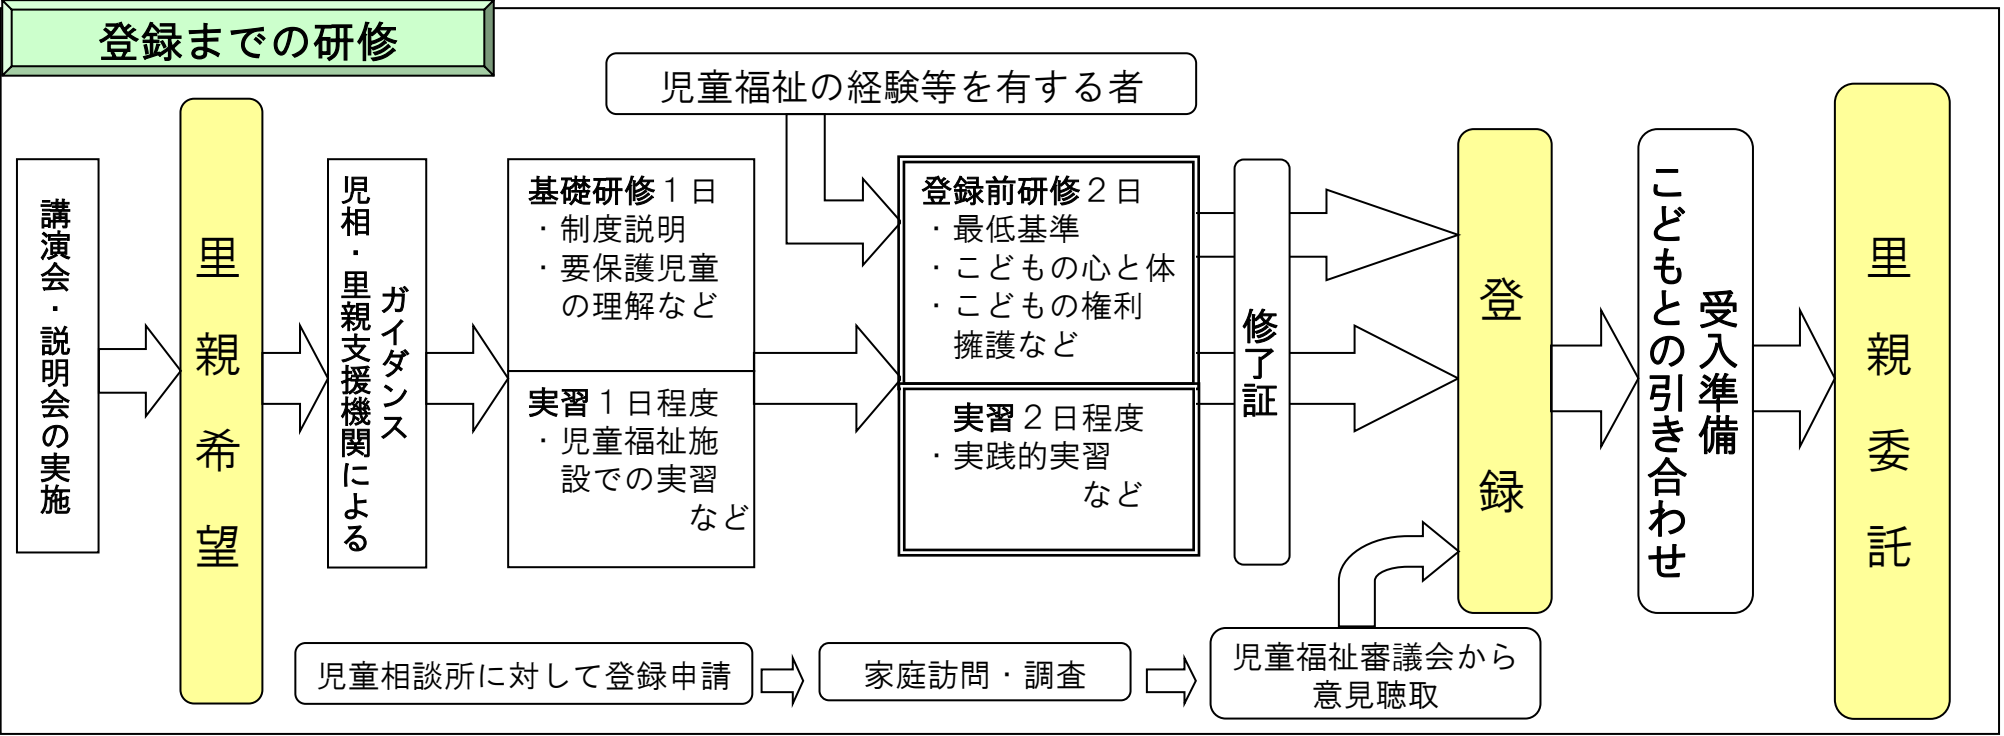 登録までの研修
児童福祉の経験等を有する者
講演会・説明会の実施
里親希望
児相・里親支援機関による
ガイダンス
基礎研修１日
・制度説明
・要保護児童
の理解など
実習１日程度
・児童福祉施
設での実習
など
登録前研修２日
・最低基準
・こどもの心と体
・こどもの権利
擁護など
実習２日程度
・実践的実習
など
修了証
登録
受入準備
こどもとの引き合わせ
里親委託
児童相談所に対して登録申請
家庭訪問・調査
児童福祉審議会から
意見聴取